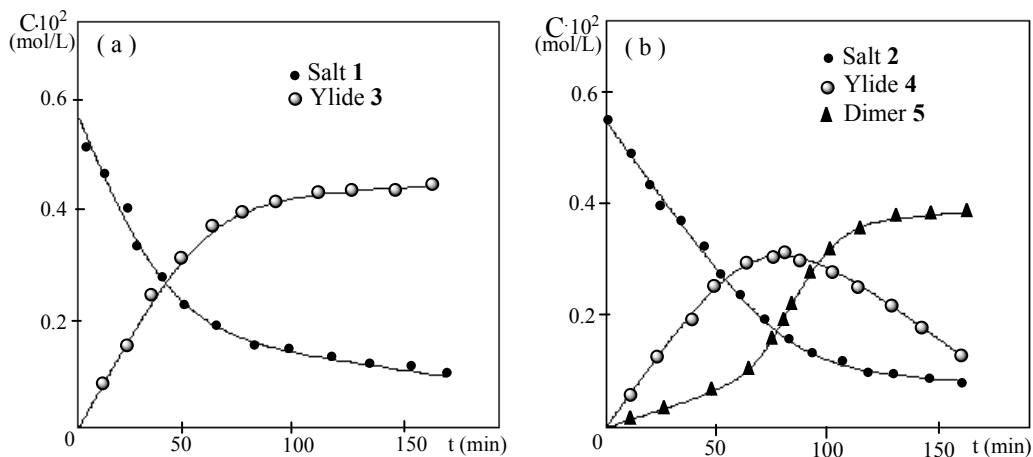 C·10²
(mol/L)
( a )
Salt 1
Ylide 3
0.6
0.4
0.2
0
50
100
150
t (min)
C·10²
(mol/L)
( b )
Salt 2
Ylide 4
Dimer 5
0.6
0.4
0.2
0
50
100
150
t (min)